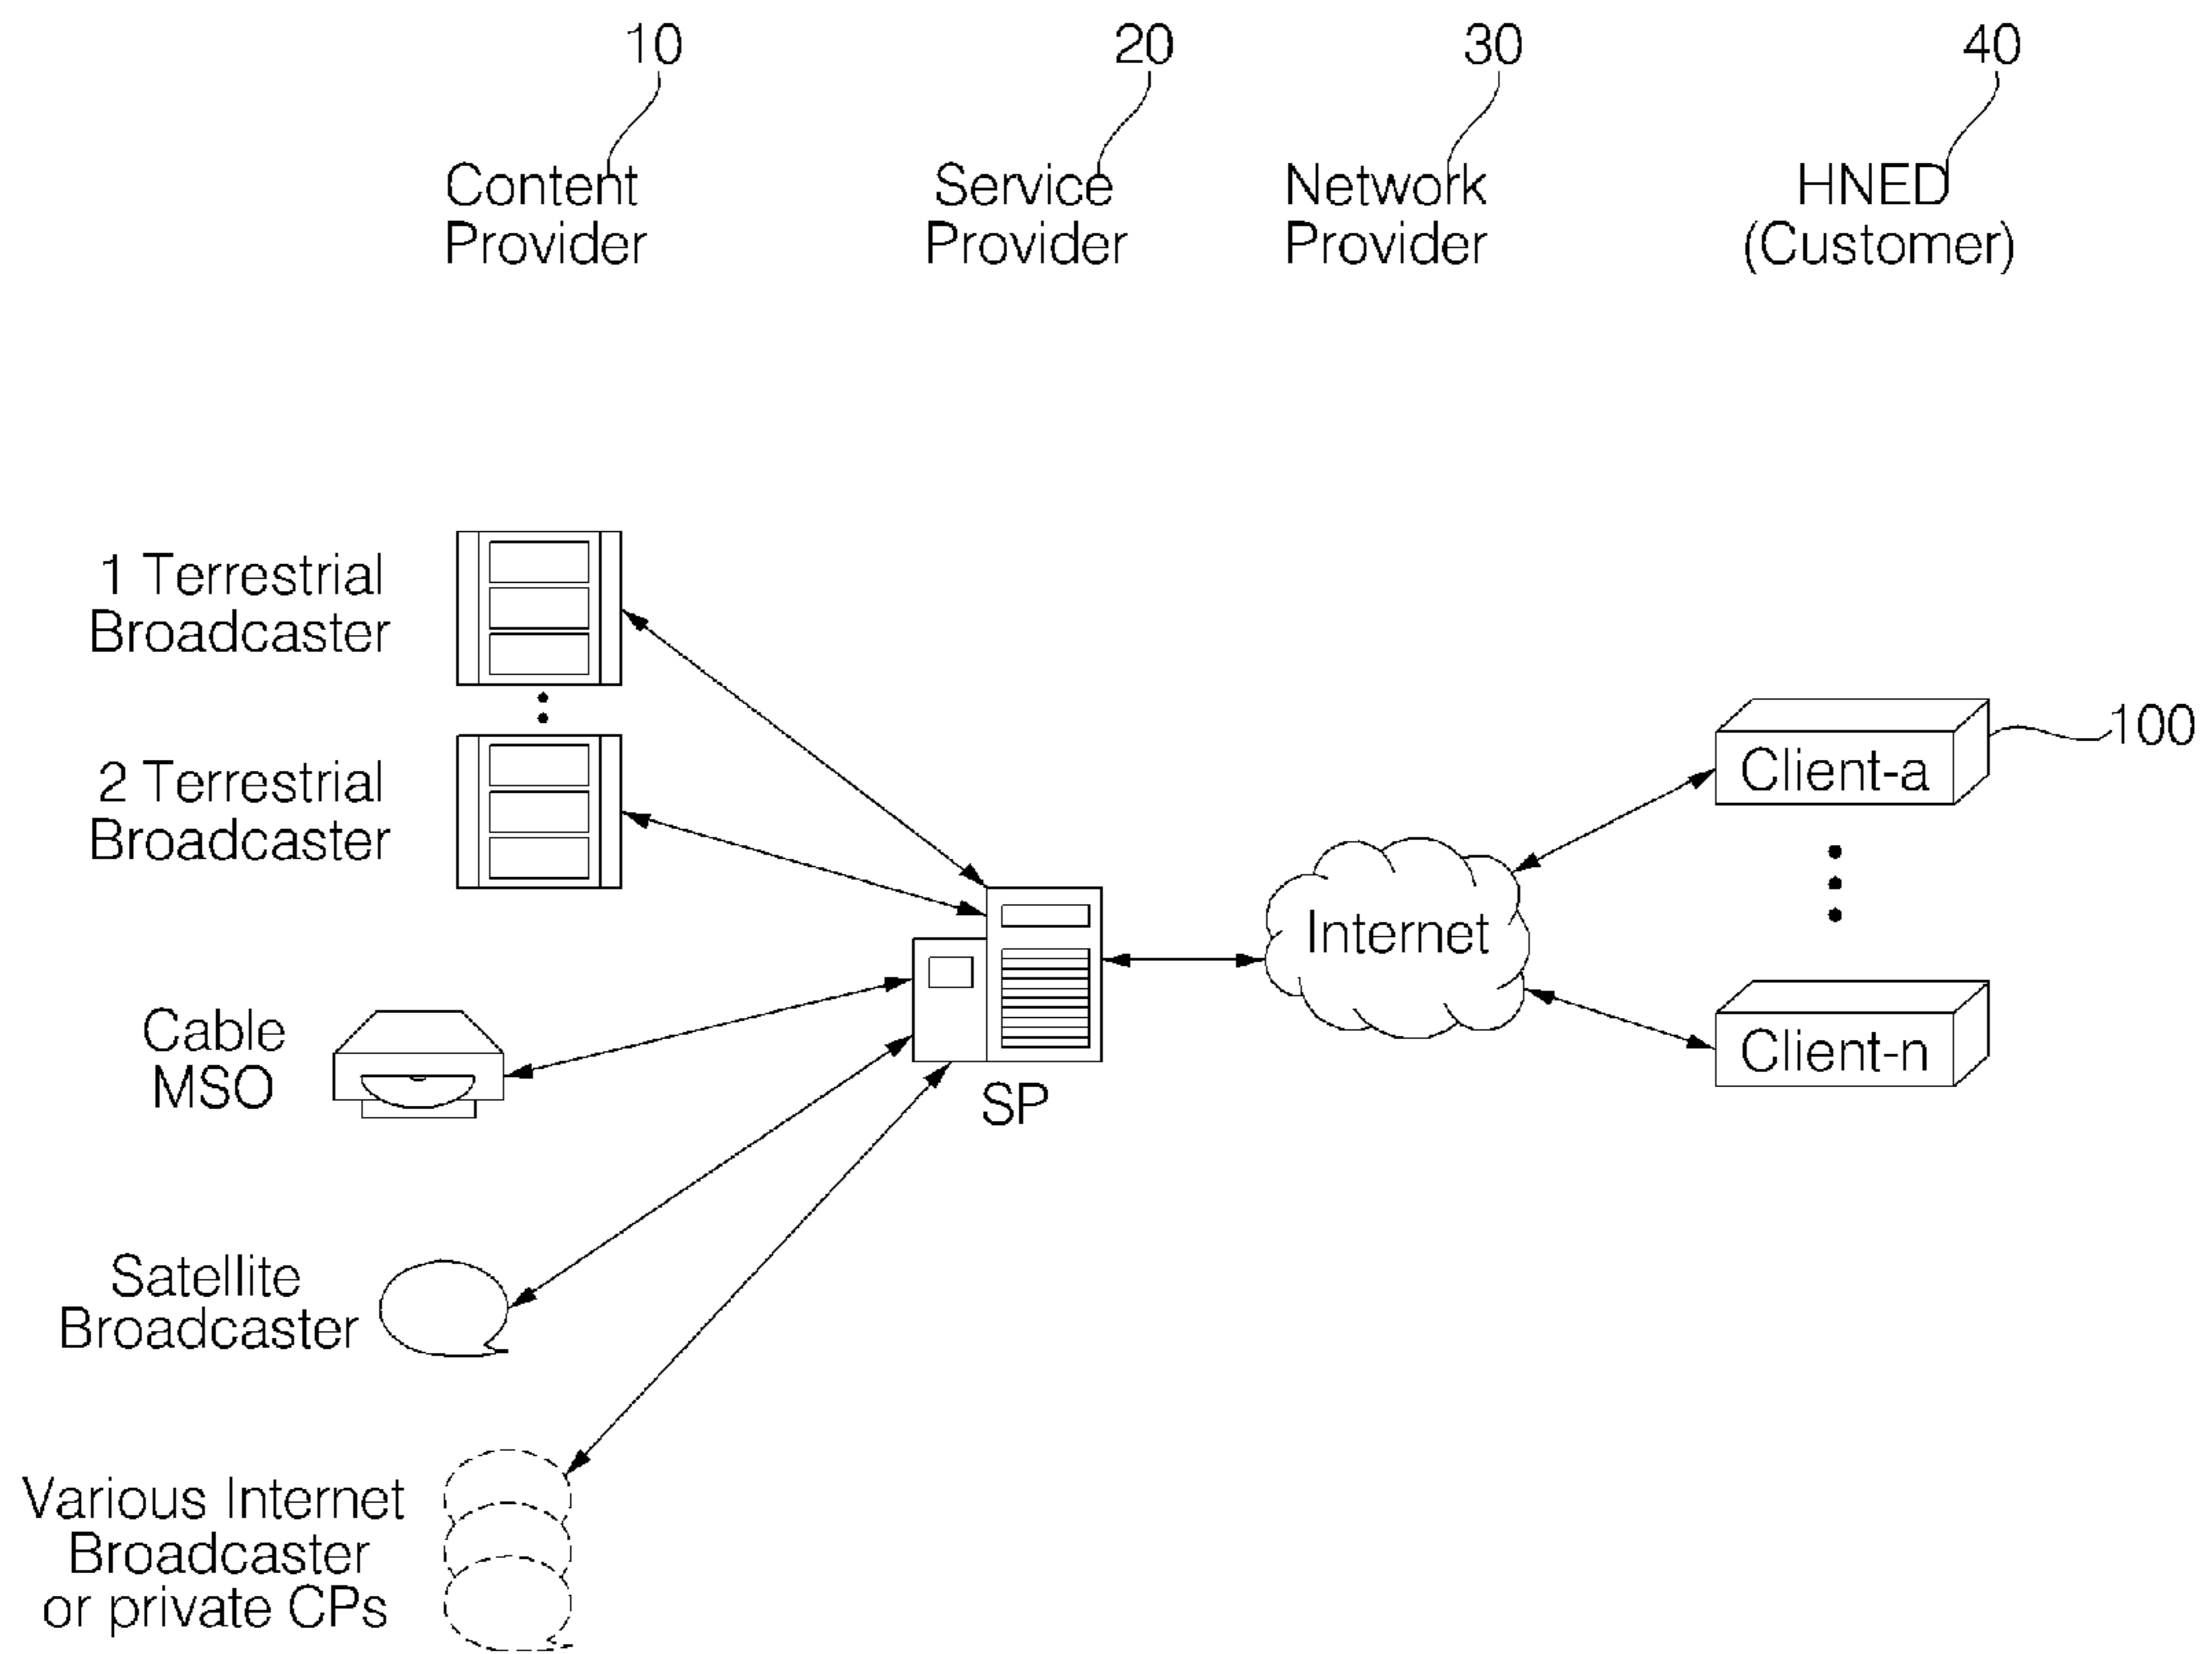 10
20
30
40
Content
Provider
Service
Provider
Network
Provider
HNED
(Customer)
1 Terrestrial
Broadcaster
2 Terrestrial
Broadcaster
Cable
MSO
Satellite
Broadcaster
Various Internet
Broadcaster
or private CPs
SP
Internet
Client-a
100
Client-n